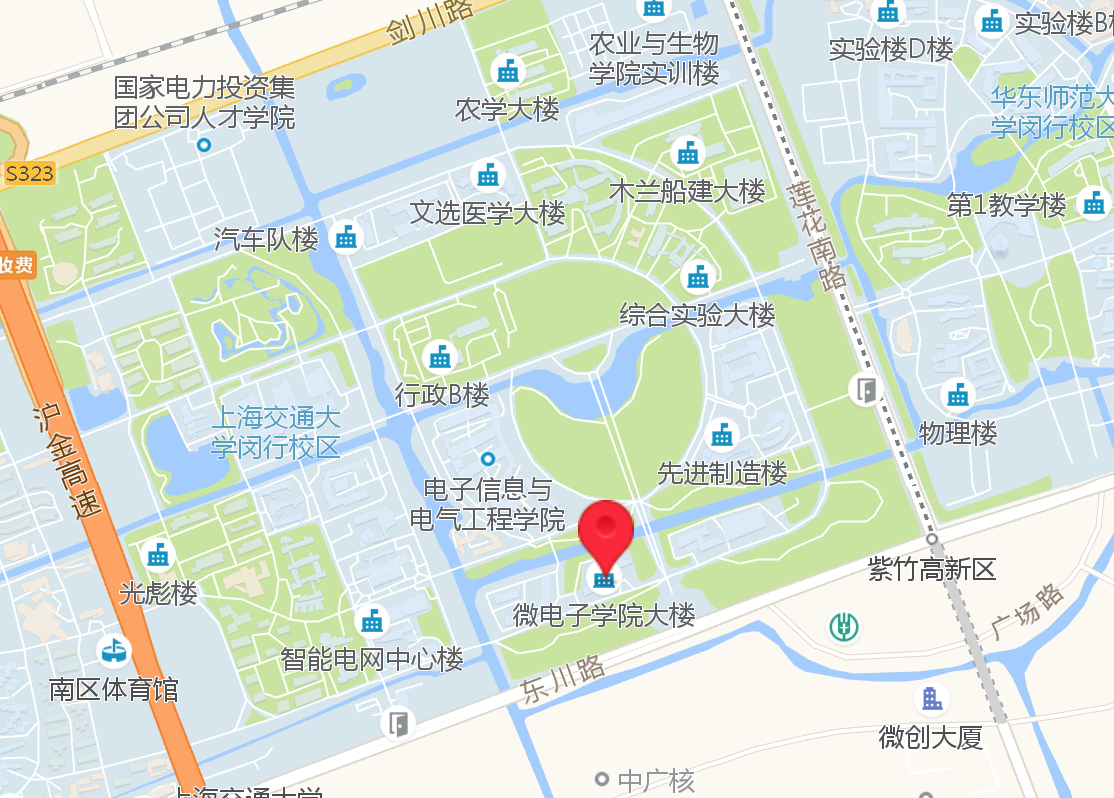 剑川路
农业与生物
学院实训楼
实验楼D楼
实验楼B
国家电力投资集
团公司人才学院
农学大楼
华东师范大
学闵行校区
S323
文选医学大楼
木兰船建大楼
莲花南路
第1教学楼
汽车队楼
收费
综合实验大楼
行政B楼
沪金高速
上海交通大
学闵行校区
物理楼
先进制造楼
电子信息与
电气工程学院
光彪楼
紫竹高新区
微电子学院大楼
广场路
智能电网中心楼
南区体育馆
东川路
微创大厦
中广核
上海交通大学